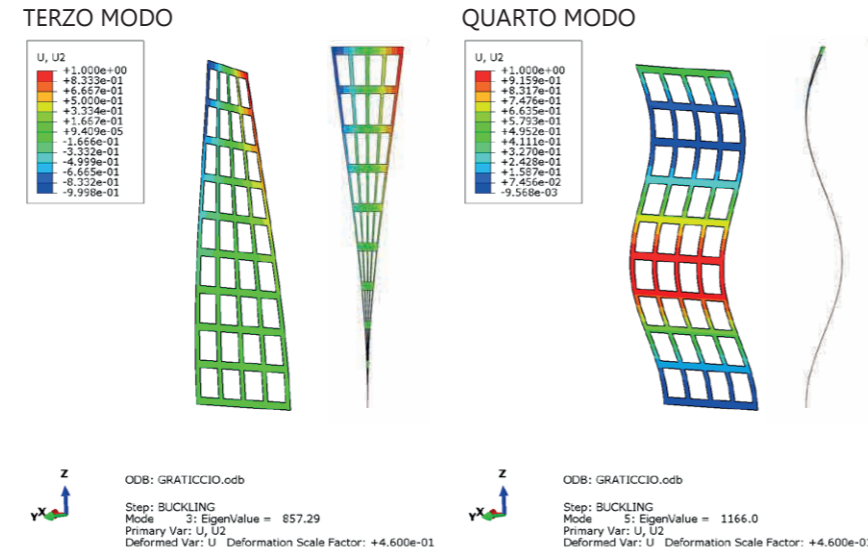 TERZO MODO
U, U2
+1.000e+00
+8.333e-01
+6.667e-01
+5.000e-01
+3.334e-01
+1.667e-01
+9.409e-05
-1.666e-01
-3.332e-01
-4.999e-01
-6.665e-01
-8.332e-01
-9.998e-01
Z
Y X
ODB: GRATICCIO.odb
Step: BUCKLING
Mode 3: EigenValue = 857.29
Primary Var: U, U2
Deformed Var: U Deformation Scale Factor: +4.600e-01
QUARTO MODO
U, U2
+1.000e+00
+9.159e-01
+8.317e-01
+7.476e-01
+6.635e-01
+5.793e-01
+4.952e-01
+4.111e-01
+3.270e-01
+2.428e-01
+1.587e-01
+7.456e-02
-9.568e-03
Z
Y X
ODB: GRATICCIO.odb
Step: BUCKLING
Mode 5: EigenValue = 1166.0
Primary Var: U, U2
Deformed Var: U Deformation Scale Factor: